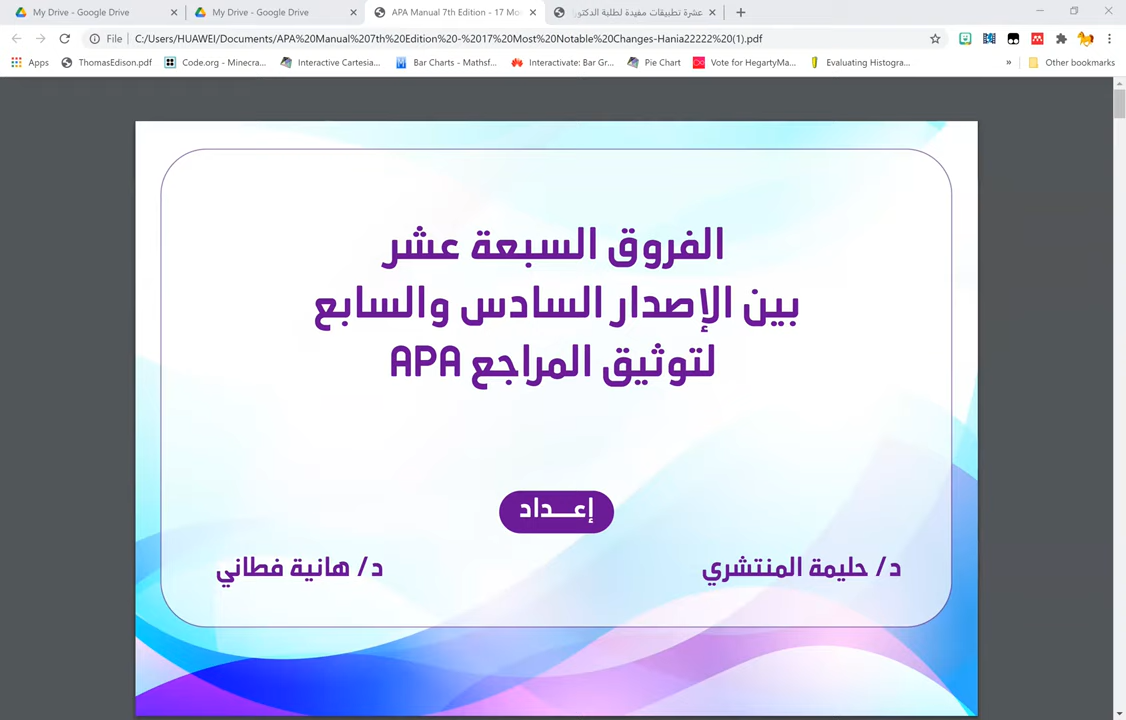 My Drive - Google Drive
My Drive - Google Drive
APA Manual 7th Edition - 17 Mo
عشرة تطبيقات مفيدة لطلبة الدكتورا
File
C:/Users/HUAWEI/Documents/APA%20Manual%207th%20Edition%20-%2017%20Most%20Notable%20Changes-Hania22222%20(1).pdf
Apps
ThomasEdison.pdf
Code.org - Minecra...
Interactive Cartesia...
Bar Charts - Mathsf...
Interactivate: Bar Gr...
Pie Chart
Vote for HegartyMa...
Evaluating Histogra...
»
Other bookmarks
الفروق السبعة عشر
بين الإصدار السادس والسابع
لتوثيق المراجع APA
إعـــداد
د/ حليمة المنتشري
د/ هانية فطاني